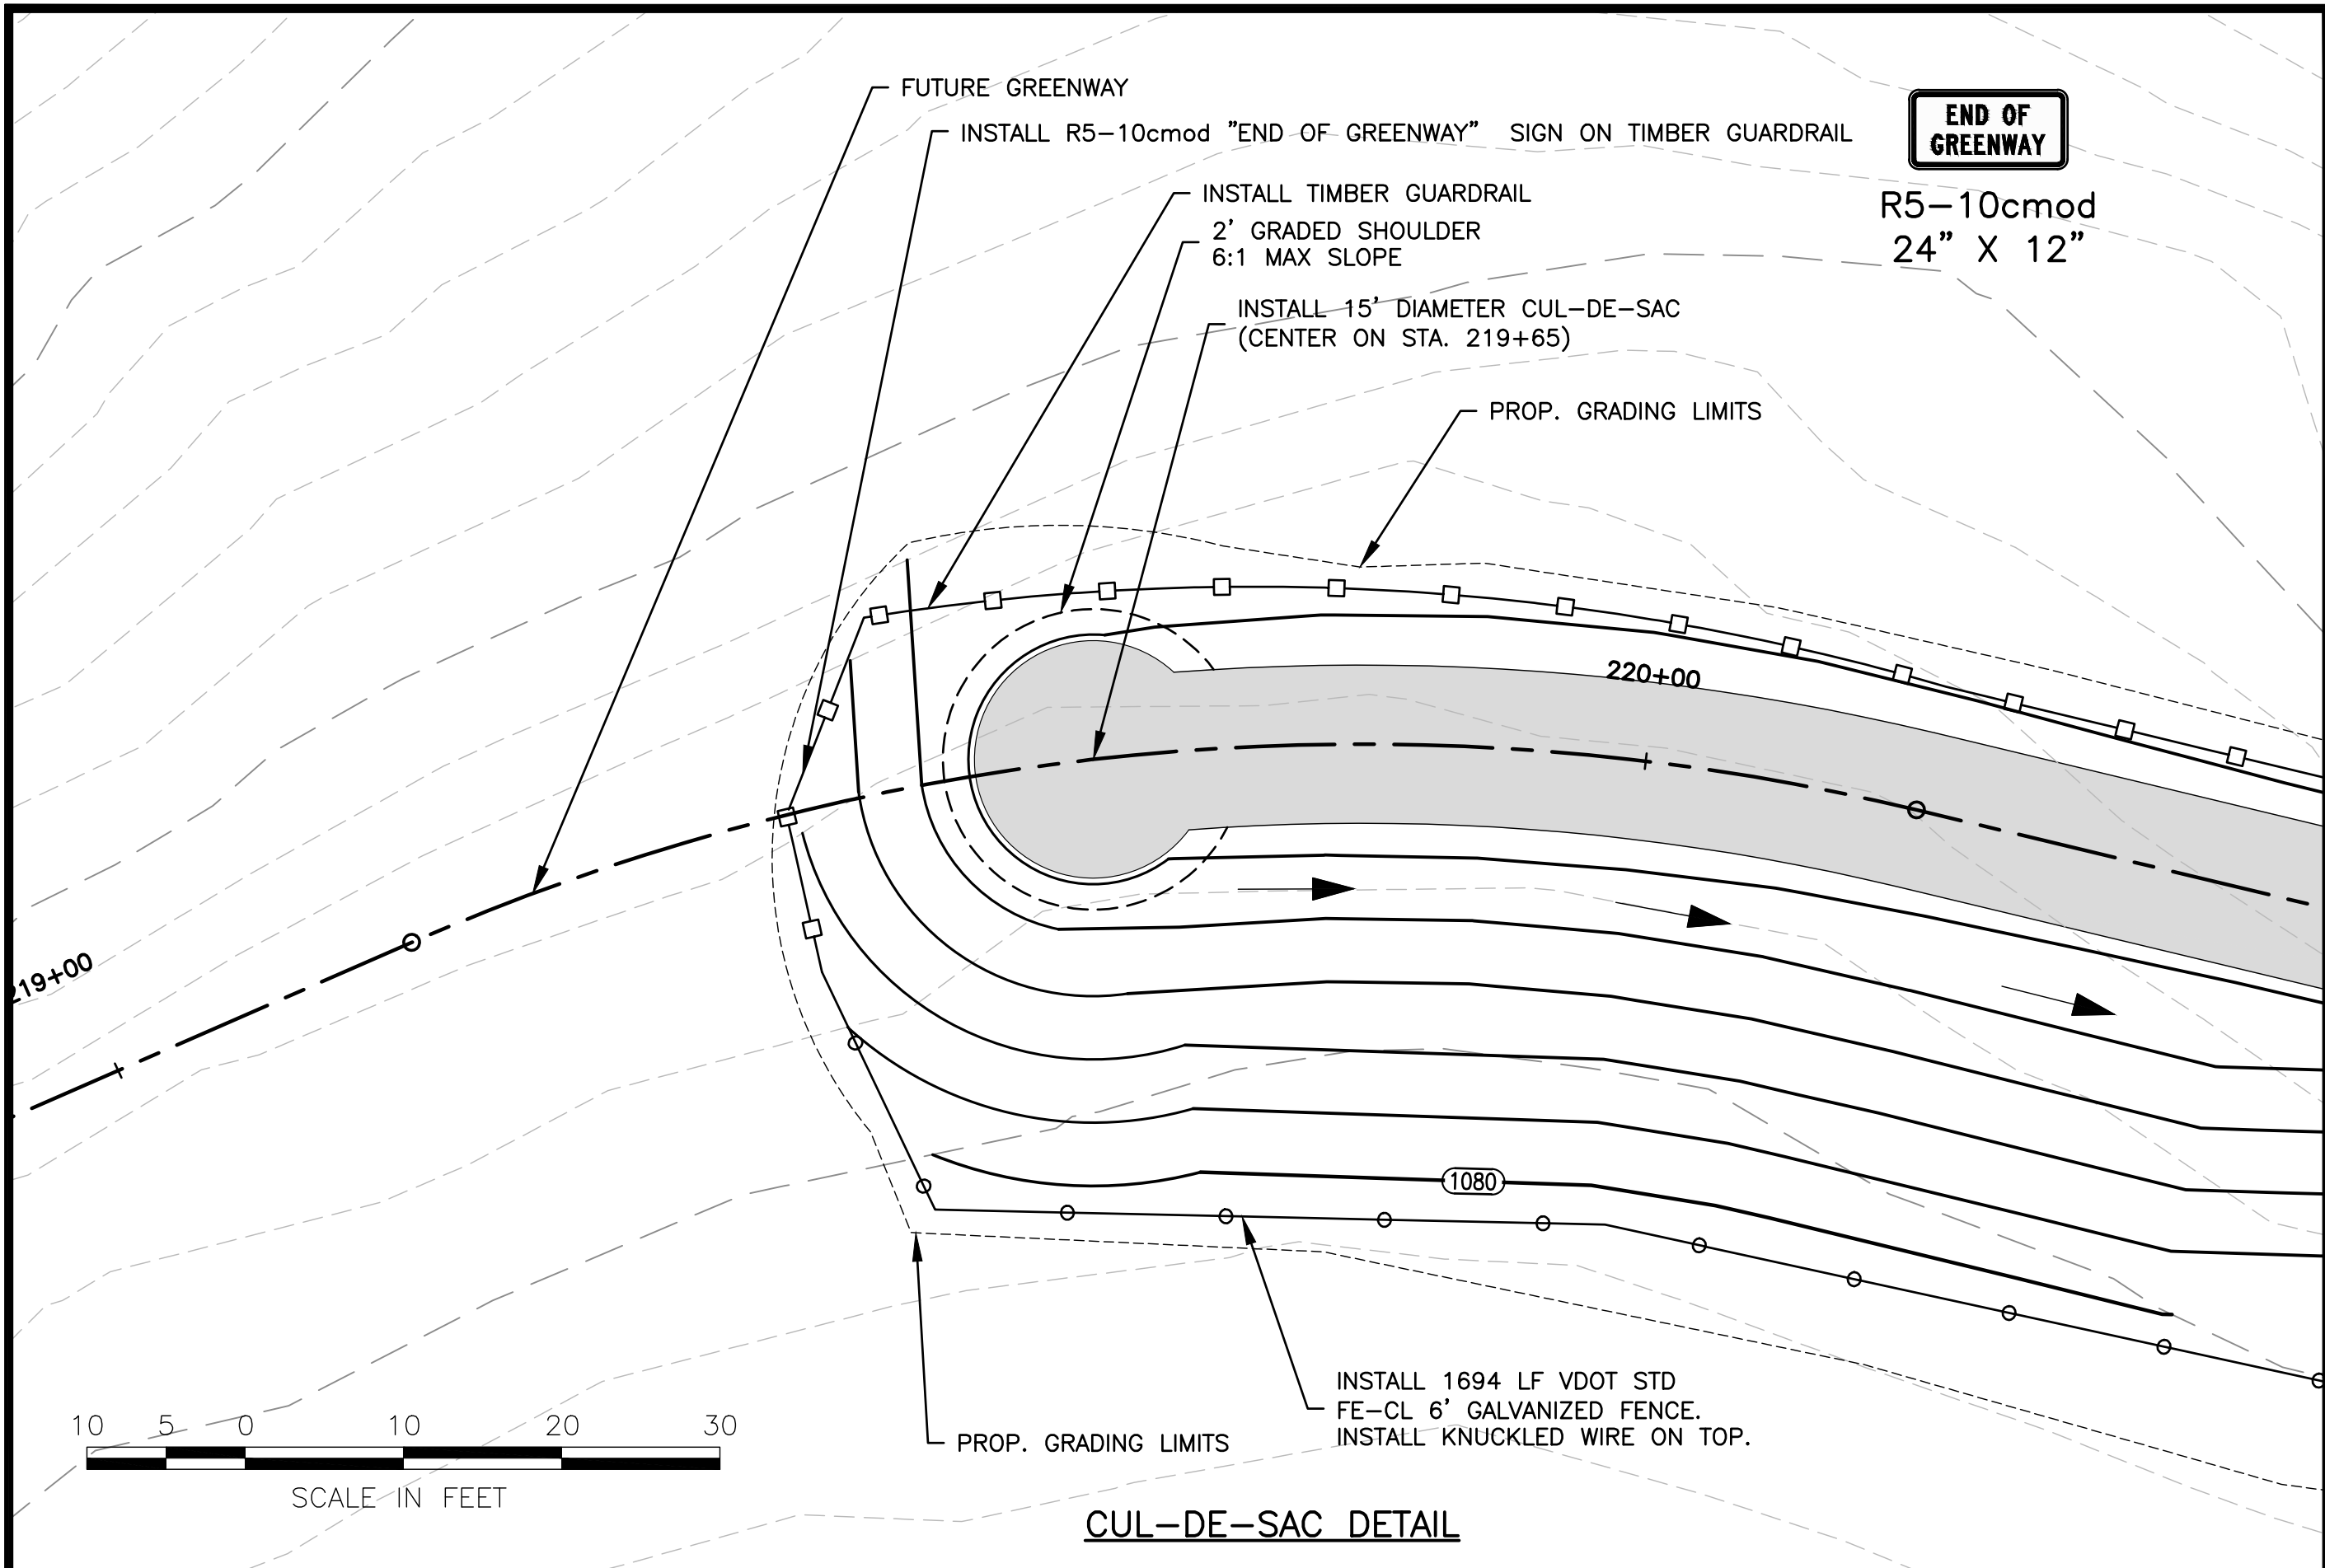 FUTURE GREENWAY
INSTALL R5-10cmod "END OF GREENWAY" SIGN ON TIMBER GUARDRAIL
END OF
GREENWAY
R5-10cmod
24" X 12"
INSTALL TIMBER GUARDRAIL
2' GRADED SHOULDER
6:1 MAX SLOPE
INSTALL 15' DIAMETER CUL-DE-SAC
(CENTER ON STA. 219+65)
PROP. GRADING LIMITS
220+00
219+00
1080
INSTALL 1694 LF VDOT STD
FE-CL 6' GALVANIZED FENCE.
INSTALL KNUCKLED WIRE ON TOP.
PROP. GRADING LIMITS
10 5 0 10 20 30
SCALE IN FEET
CUL-DE-SAC DETAIL